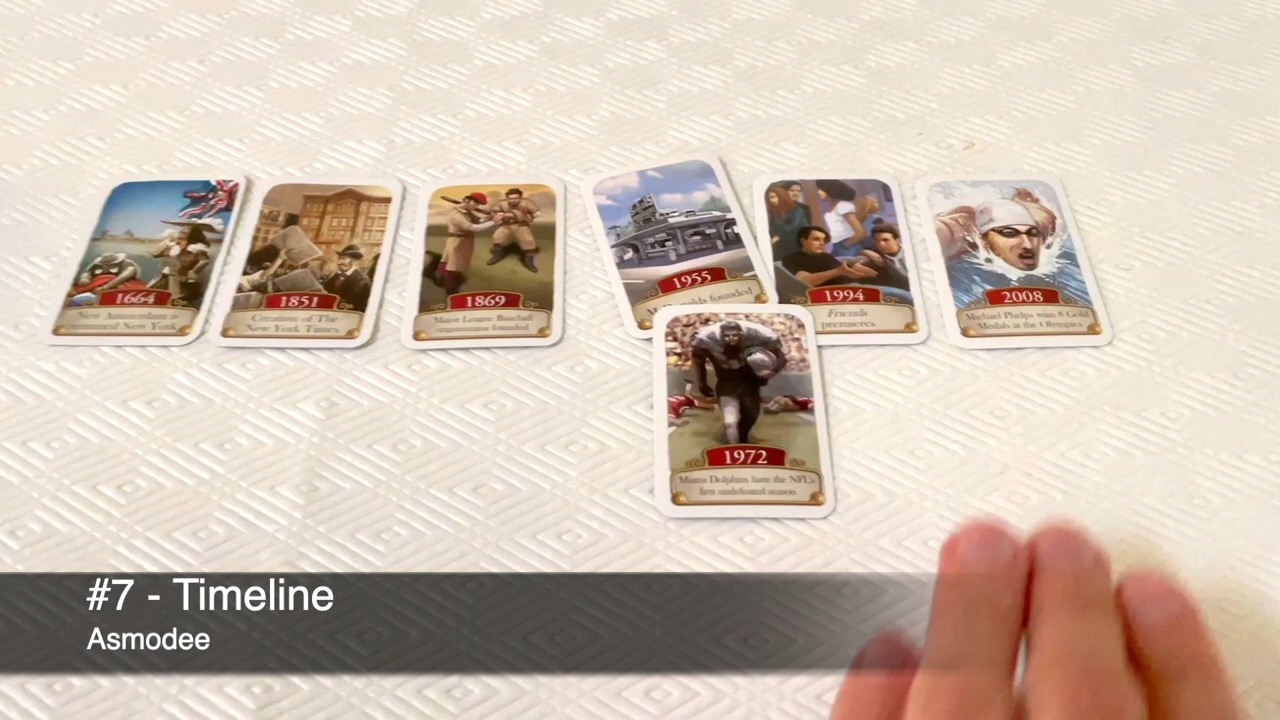 1664
New Amsterdam is
renamed New York
1851
Creation of The
New York Times
1869
Major League Baseball
founded
1955
McDonalds founded
1994
Friends
premieres
2008
Michael Phelps wins 8 Gold
Medals at the Olympics
1972
Miami Dolphins have the NFL's
first undefeated season
#7 - Timeline
Asmodee